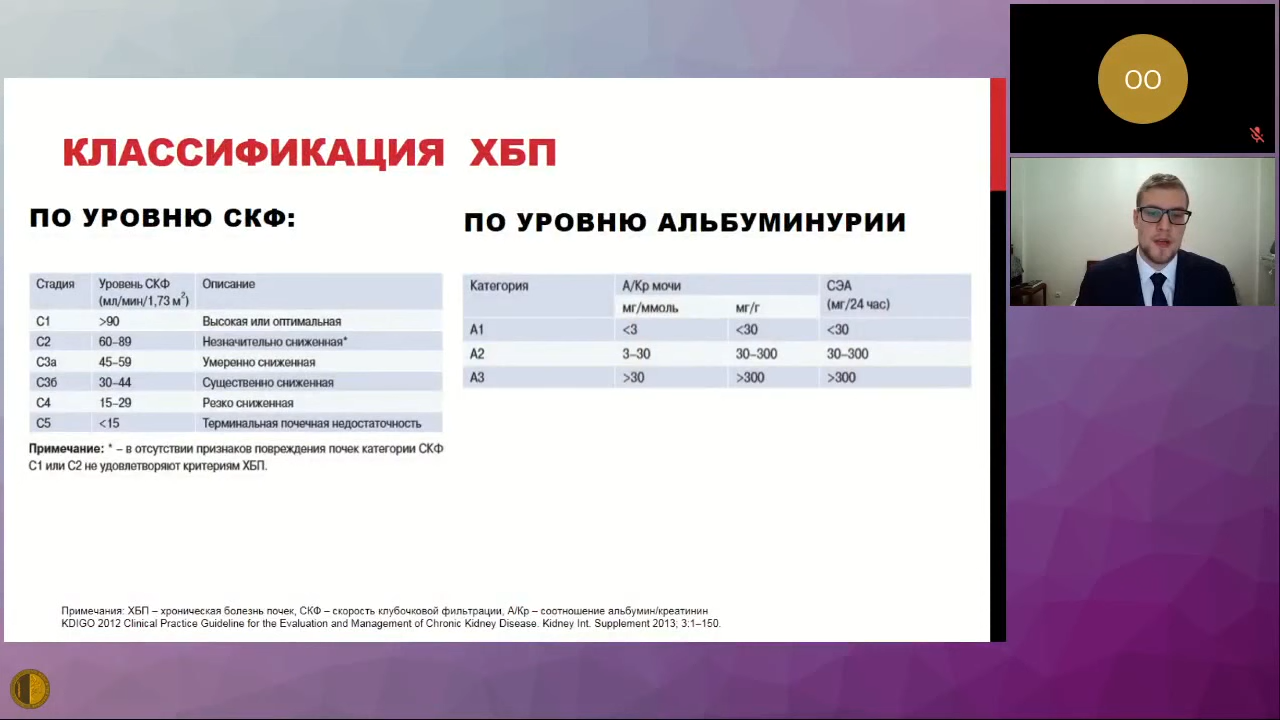 КЛАССИФИКАЦИЯ ХБП
ПО УРОВНЮ СКФ:
Стадия Уровень СКФ (мл/мин/1,73 м²) Описание
С1 >90 Высокая или оптимальная
С2 60–89 Незначительно сниженная*
С3а 45–59 Умеренно сниженная
С3б 30–44 Существенно сниженная
С4 15–29 Резко сниженная
С5 <15 Терминальная почечная недостаточность
Примечание: * – в отсутствии признаков повреждения почек категории СКФ
С1 или С2 не удовлетворяют критериям ХБП.
ПО УРОВНЮ АЛЬБУМИНУРИИ
Категория А/Кр мочи СЭА
мг/ммоль мг/г (мг/24 час)
А1 <3 <30 <30
А2 3–30 30–300 30–300
А3 >30 >300 >300
Примечания: ХБП – хроническая болезнь почек, СКФ – скорость клубочковой фильтрации, А/Кр – соотношение альбумин/креатинин
KDIGO 2012 Clinical Practice Guideline for the Evaluation and Management of Chronic Kidney Disease. Kidney Int. Supplement 2013; 3:1–150.
ОО